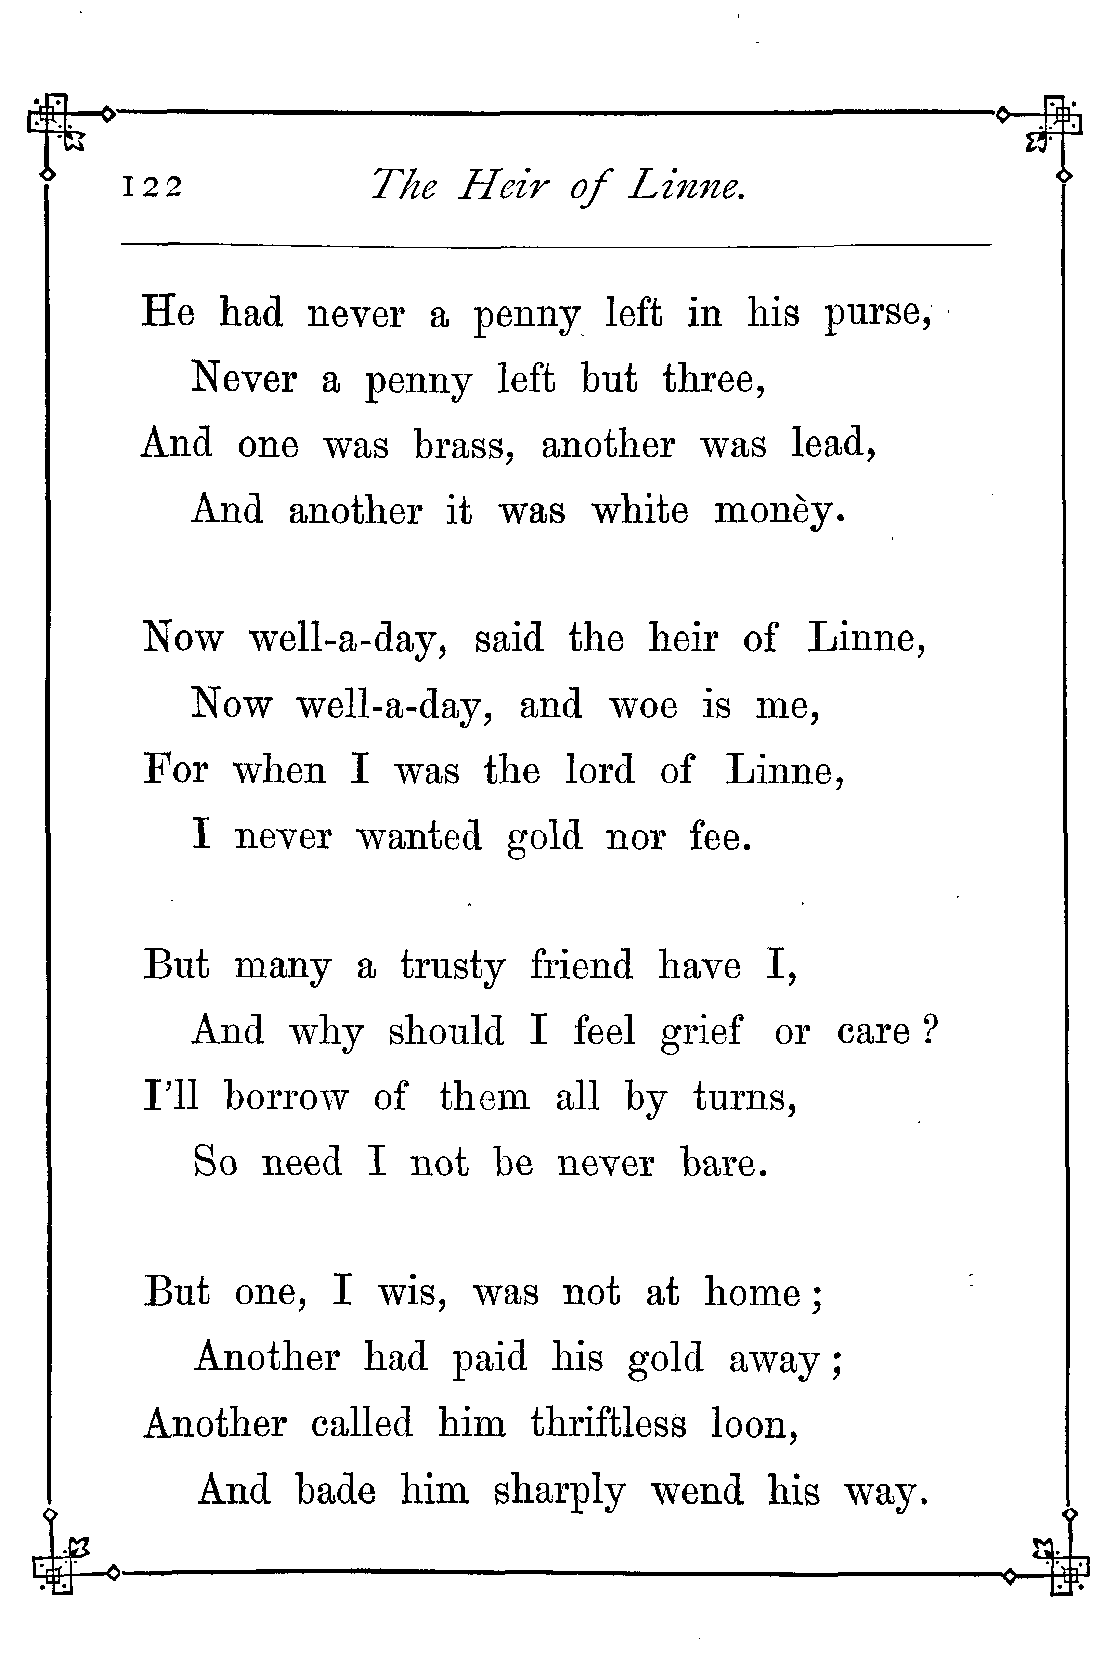 122 The Heir of Linne.
He had never a penny left in his purse,
Never a penny left but three,
And one was brass, another was lead,
And another it was white monèy.
Now well-a-day, said the heir of Linne,
Now well-a-day, and woe is me,
For when I was the lord of Linne,
I never wanted gold nor fee.
But many a trusty friend have I,
And why should I feel grief or care?
I'll borrow of them all by turns,
So need I not be never bare.
But one, I wis, was not at home;
Another had paid his gold away;
Another called him thriftless loon,
And bade him sharply wend his way.